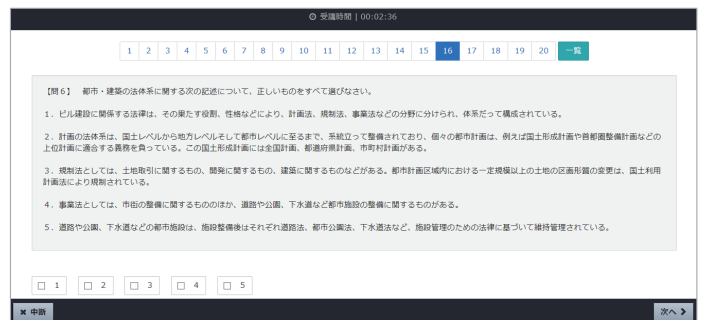 受講時間 | 00:02:36
1 2 3 4 5 6 7 8 9 10 11 12 13 14 15 16 17 18 19 20 一覧
【問6】 都市・建築の法体系に関する次の記述について、正しいものをすべて選びなさい。
1．ビル建設に関係する法律は、その果たす役割、性格などにより、計画法、規制法、事業法などの分野に分けられ、体系だって構成されている。
2．計画の法体系は、国土レベルから地方レベルそして都市レベルに至るまで、系統立って整備されており、個々の都市計画は、例えば国土形成計画や首都圏整備計画などの
上位計画に適合する義務を負っている。この国土形成計画には全国計画、都道府県計画、市町村計画がある。
3．規制法としては、土地取引に関するもの、開発に関するもの、建築に関するものなどがある。都市計画区域内における一定規模以上の土地の区画形質の変更は、国土利用
計画法により規制されている。
4．事業法としては、市街の整備に関するもののほか、道路や公園、下水道など都市施設の整備に関するものがある。
5．道路や公園、下水道などの都市施設は、施設整備後はそれぞれ道路法、都市公園法、下水道法など、施設管理のための法律に基づいて維持管理されている。
1 2 3 4 5
✖ 中断 次へ ❯